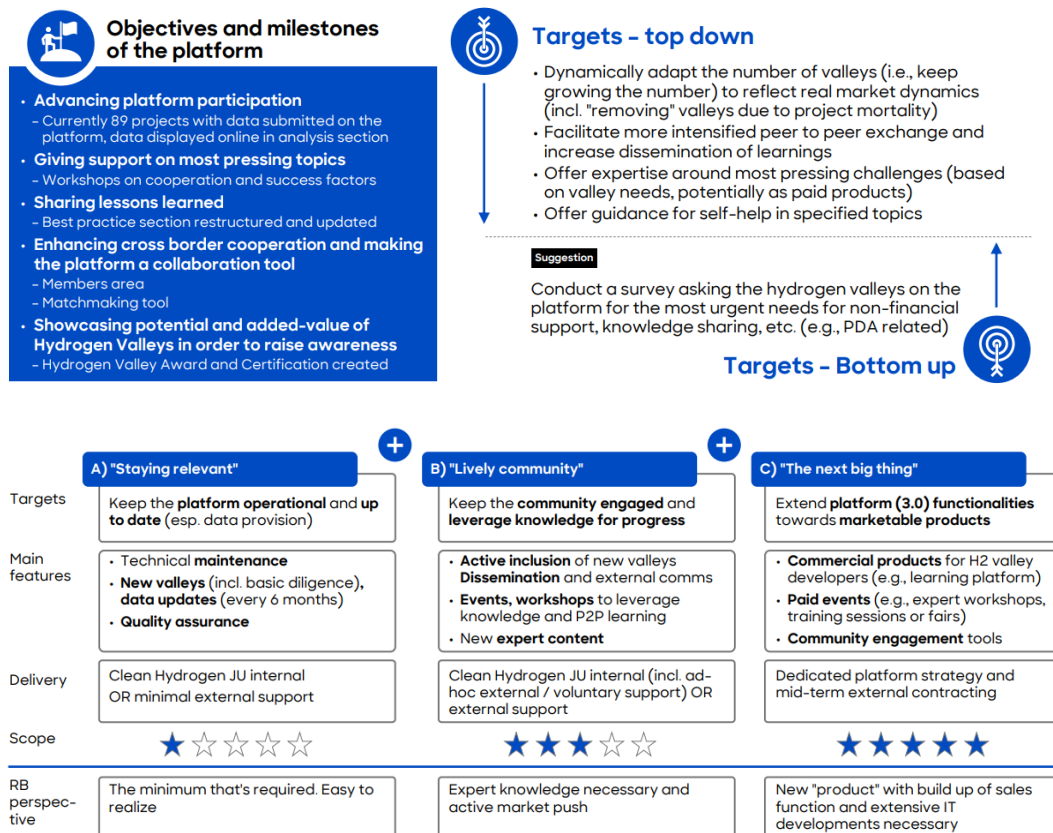 Objectives and milestones
of the platform
• Advancing platform participation
– Currently 89 projects with data submitted on the
platform, data displayed online in analysis section
• Giving support on most pressing topics
– Workshops on cooperation and success factors
• Sharing lessons learned
– Best practice section restructured and updated
• Enhancing cross border cooperation and making
the platform a collaboration tool
– Members area
– Matchmaking tool
• Showcasing potential and added-value of
Hydrogen Valleys in order to raise awareness
– Hydrogen Valley Award and Certification created
Targets - top down
• Dynamically adapt the number of valleys (i.e., keep
growing the number) to reflect real market dynamics
(incl. "removing" valleys due to project mortality)
• Facilitate more intensified peer to peer exchange and
increase dissemination of learnings
• Offer expertise around most pressing challenges (based
on valley needs, potentially as paid products)
• Offer guidance for self-help in specified topics
Suggestion
Conduct a survey asking the hydrogen valleys on the
platform for the most urgent needs for non-financial
support, knowledge sharing, etc. (e.g., PDA related)
Targets - Bottom up
+
+
A) "Staying relevant"
B) "Lively community"
C) "The next big thing"
Targets
Keep the platform operational and up
to date (esp. data provision)
Keep the community engaged and
leverage knowledge for progress
Extend platform (3.0) functionalities
towards marketable products
Main
features
• Technical maintenance
• New valleys (incl. basic diligence),
data updates (every 6 months)
• Quality assurance
• Active inclusion of new valleys
Dissemination and external comms
• Events, workshops to leverage
knowledge and P2P learning
• New expert content
• Commercial products for H2 valley
developers (e.g., learning platform)
• Paid events (e.g., expert workshops,
training sessions or fairs)
• Community engagement tools
Delivery
Clean Hydrogen JU internal
OR minimal external support
Clean Hydrogen JU internal (incl. ad-
hoc external / voluntary support) OR
external support
Dedicated platform strategy and
mid-term external contracting
Scope
RB
perspec-
tive
The minimum that's required. Easy to
realize
Expert knowledge necessary and
active market push
New "product" with build up of sales
function and extensive IT
developments necessary